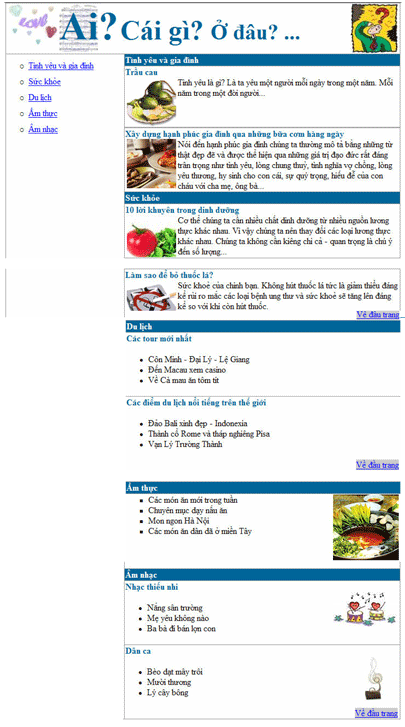 Ai? Cái gì? Ở đâu? ...
Tình yêu và gia đình
Sức khỏe
Du lịch
Ẩm thực
Âm nhạc
Tình yêu và gia đình
Trầu cau
Tình yêu là gì? Là ta yêu một người mỗi ngày trong một năm. Mỗi
năm trong một đời người...
Xây dựng hạnh phúc gia đình qua những bữa cơm hàng ngày
Nói đến hạnh phúc gia đình chúng ta thường mô tả bằng những từ
thật đẹp đẽ và được thể hiện qua những giá trị đạo đức rất đáng
trân trọng như tình yêu, lòng chung thuỷ, tình nghĩa vợ chồng, lòng
yêu thương, hy sinh cho con cái, sự quý trọng, hiếu đễ của con
cháu với cha mẹ, ông bà...
Sức khỏe
10 lời khuyên trong dinh dưỡng
Cơ thể chúng ta cần nhiều chất dinh dưỡng từ nhiều nguồn lương
thực khác nhau. Vì vậy chúng ta nên thay đổi các loại lương thực
khác nhau. Chúng ta không cần kiêng chi cả - quan trọng là chú ý
đến số lượng...
Làm sao để bỏ thuốc lá?
Sức khoẻ của chính bạn. Không hút thuốc lá tức là giảm thiểu đáng
kể rủi ro mắc các loại bệnh ung thư và sức khoẻ sẽ tăng lên đáng
kể so với khi còn hút thuốc.
Về đầu trang
Du lịch
Các tour mới nhất
Côn Minh - Đại Lý - Lệ Giang
Đến Macau xem casino
Về Cà mau ăn tôm tít
Các điểm du lịch nổi tiếng trên thế giới
Đảo Bali xinh đẹp - Indonexia
Thành cổ Rome và tháp nghiêng Pisa
Vạn Lý Trường Thành
Về đầu trang
Ẩm thực
Các món ăn mới trong tuần
Chuyên mục dạy nấu ăn
Mon ngon Hà Nội
Các món ăn dân dã ở miền Tây
Âm nhạc
Nhạc thiếu nhi
Nắng sân trường
Mẹ yêu không nào
Ba bà đi bán lợn con
Dân ca
Bèo dạt mây trôi
Mười thương
Lý cây bông
Về đầu trang